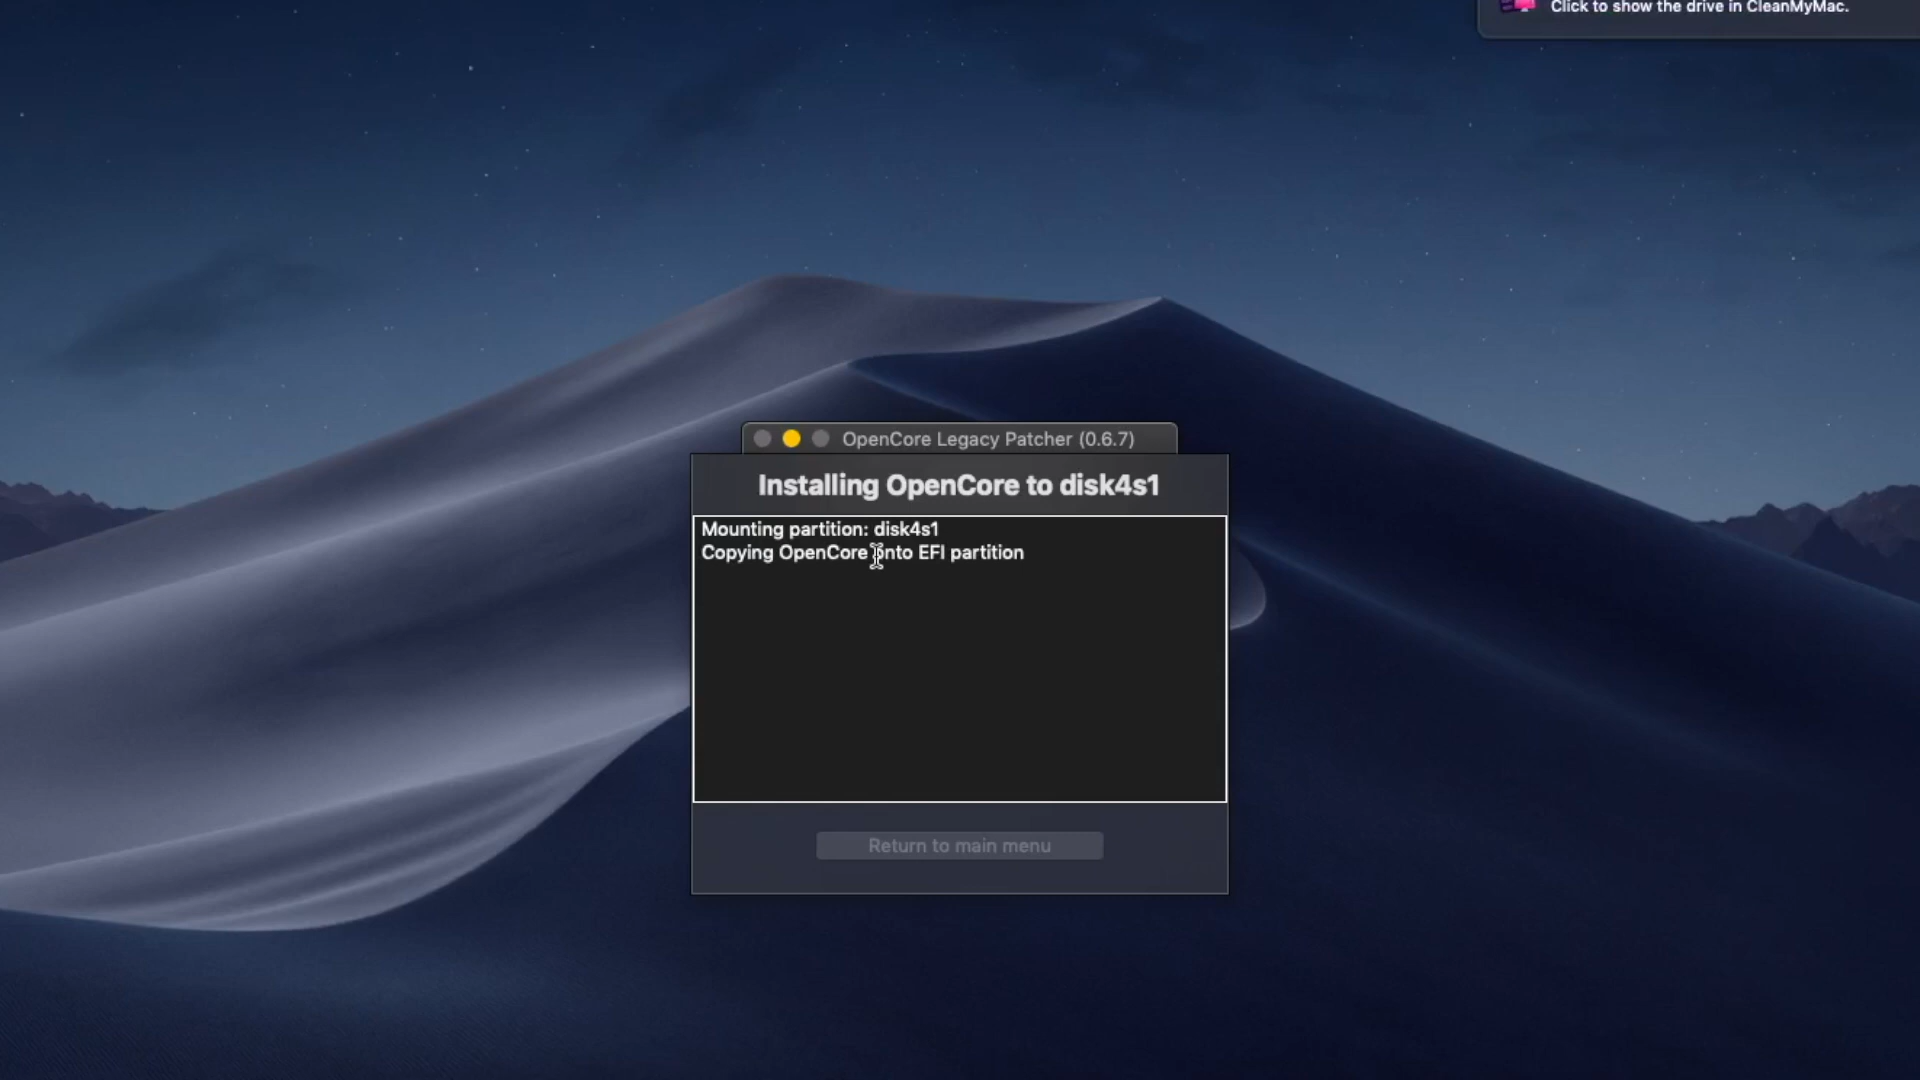 Click to show the drive in CleanMyMac.
OpenCore Legacy Patcher (0.6.7)
Installing OpenCore to disk4s1
Mounting partition: disk4s1
Copying OpenCore onto EFI partition
Return to main menu